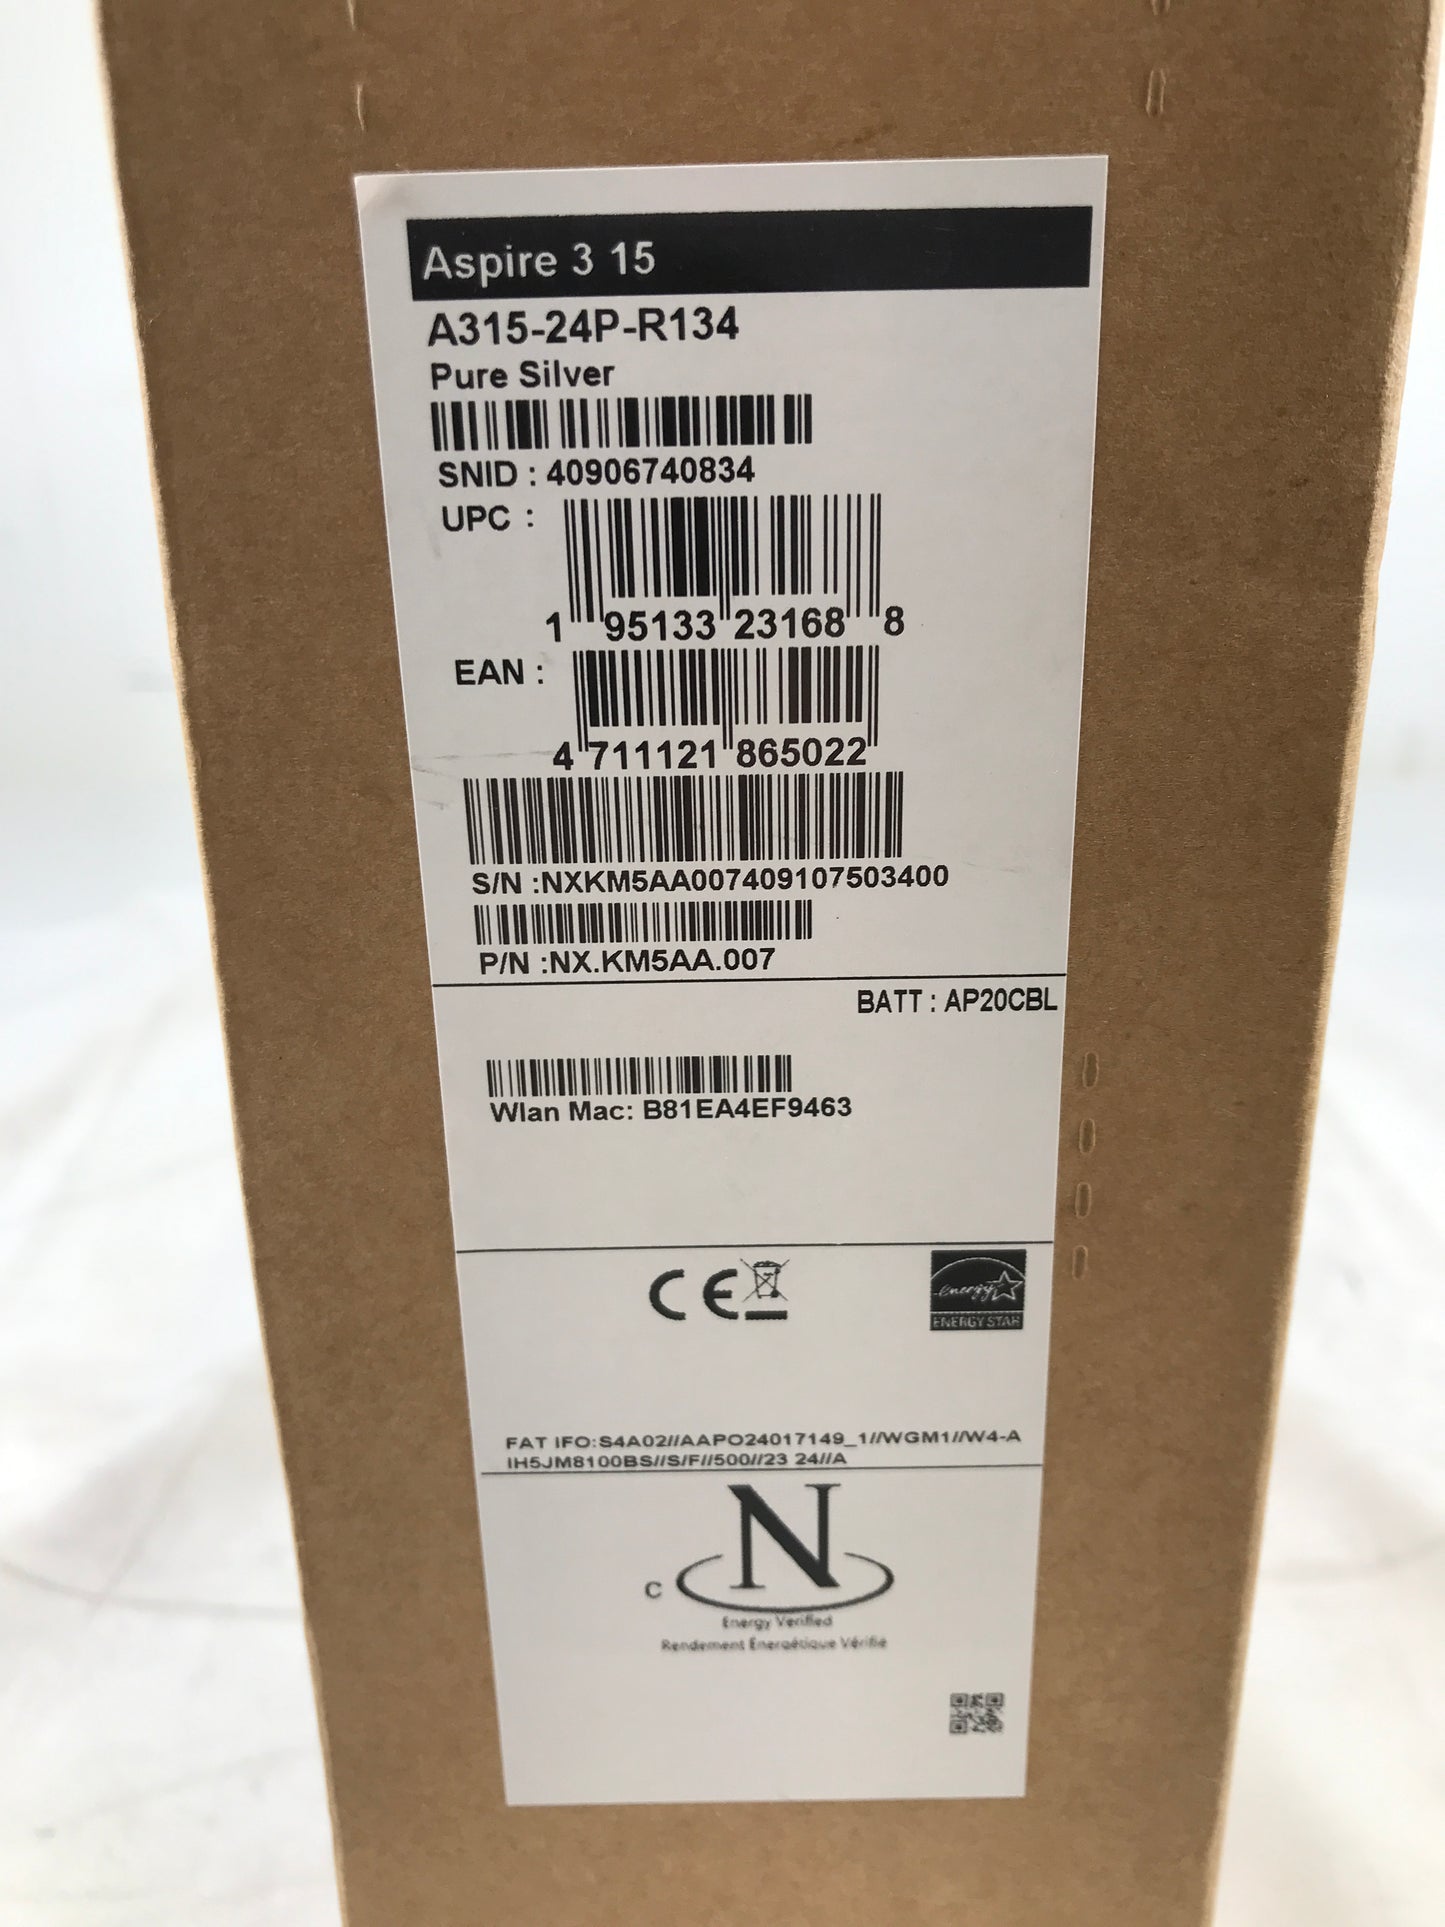 Aspire 3 15
A315-24P-R134
Pure Silver
SNID : 40906740834
UPC :
1 95133 23168 8
EAN :
4 711121 865022
S/N :NXKM5AA007409107503400
P/N :NX.KM5AA.007
BATT : AP20CBL
Wlan Mac: B81EA4EF9463
CE
energy
ENERGY STAR
FAT IFO:S4A02//AAPO24017149_1//WGM1//W4-A
IH5JM8100BS//S/F//500//23 24//A
N
C
Energy Verified
Rendement Énergétique Vérifié